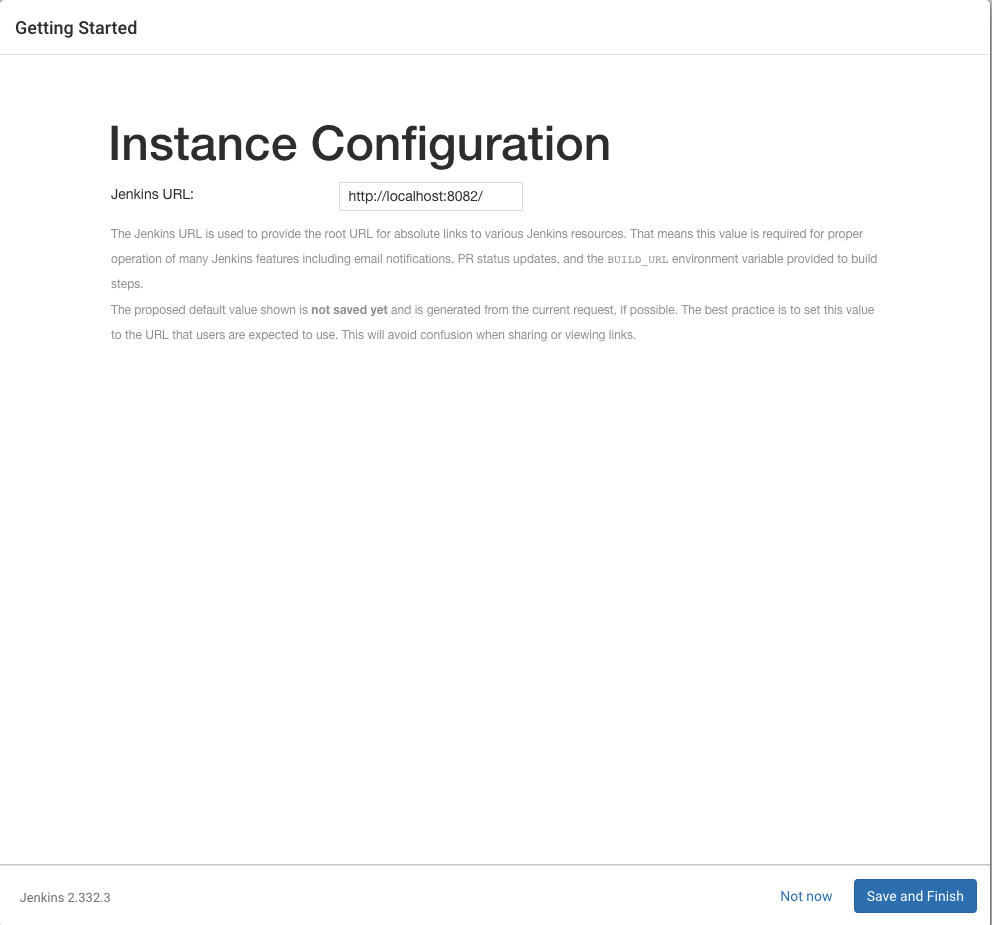 Getting Started
Instance Configuration
Jenkins URL:
http://localhost:8082/
The Jenkins URL is used to provide the root URL for absolute links to various Jenkins resources. That means this value is required for proper
operation of many Jenkins features including email notifications, PR status updates, and the BUILD_URL environment variable provided to build
steps.
The proposed default value shown is not saved yet and is generated from the current request, if possible. The best practice is to set this value
to the URL that users are expected to use. This will avoid confusion when sharing or viewing links.
Jenkins 2.332.3
Not now
Save and Finish